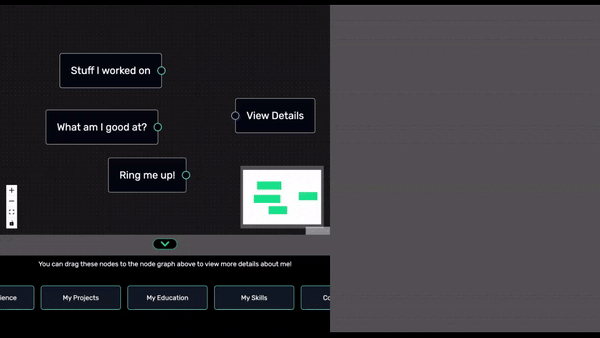 Stuff I worked on
View Details
What am I good at?
Ring me up!
You can drag these nodes to the node graph above to view more details about me!
ience
My Projects
My Education
My Skills
Co